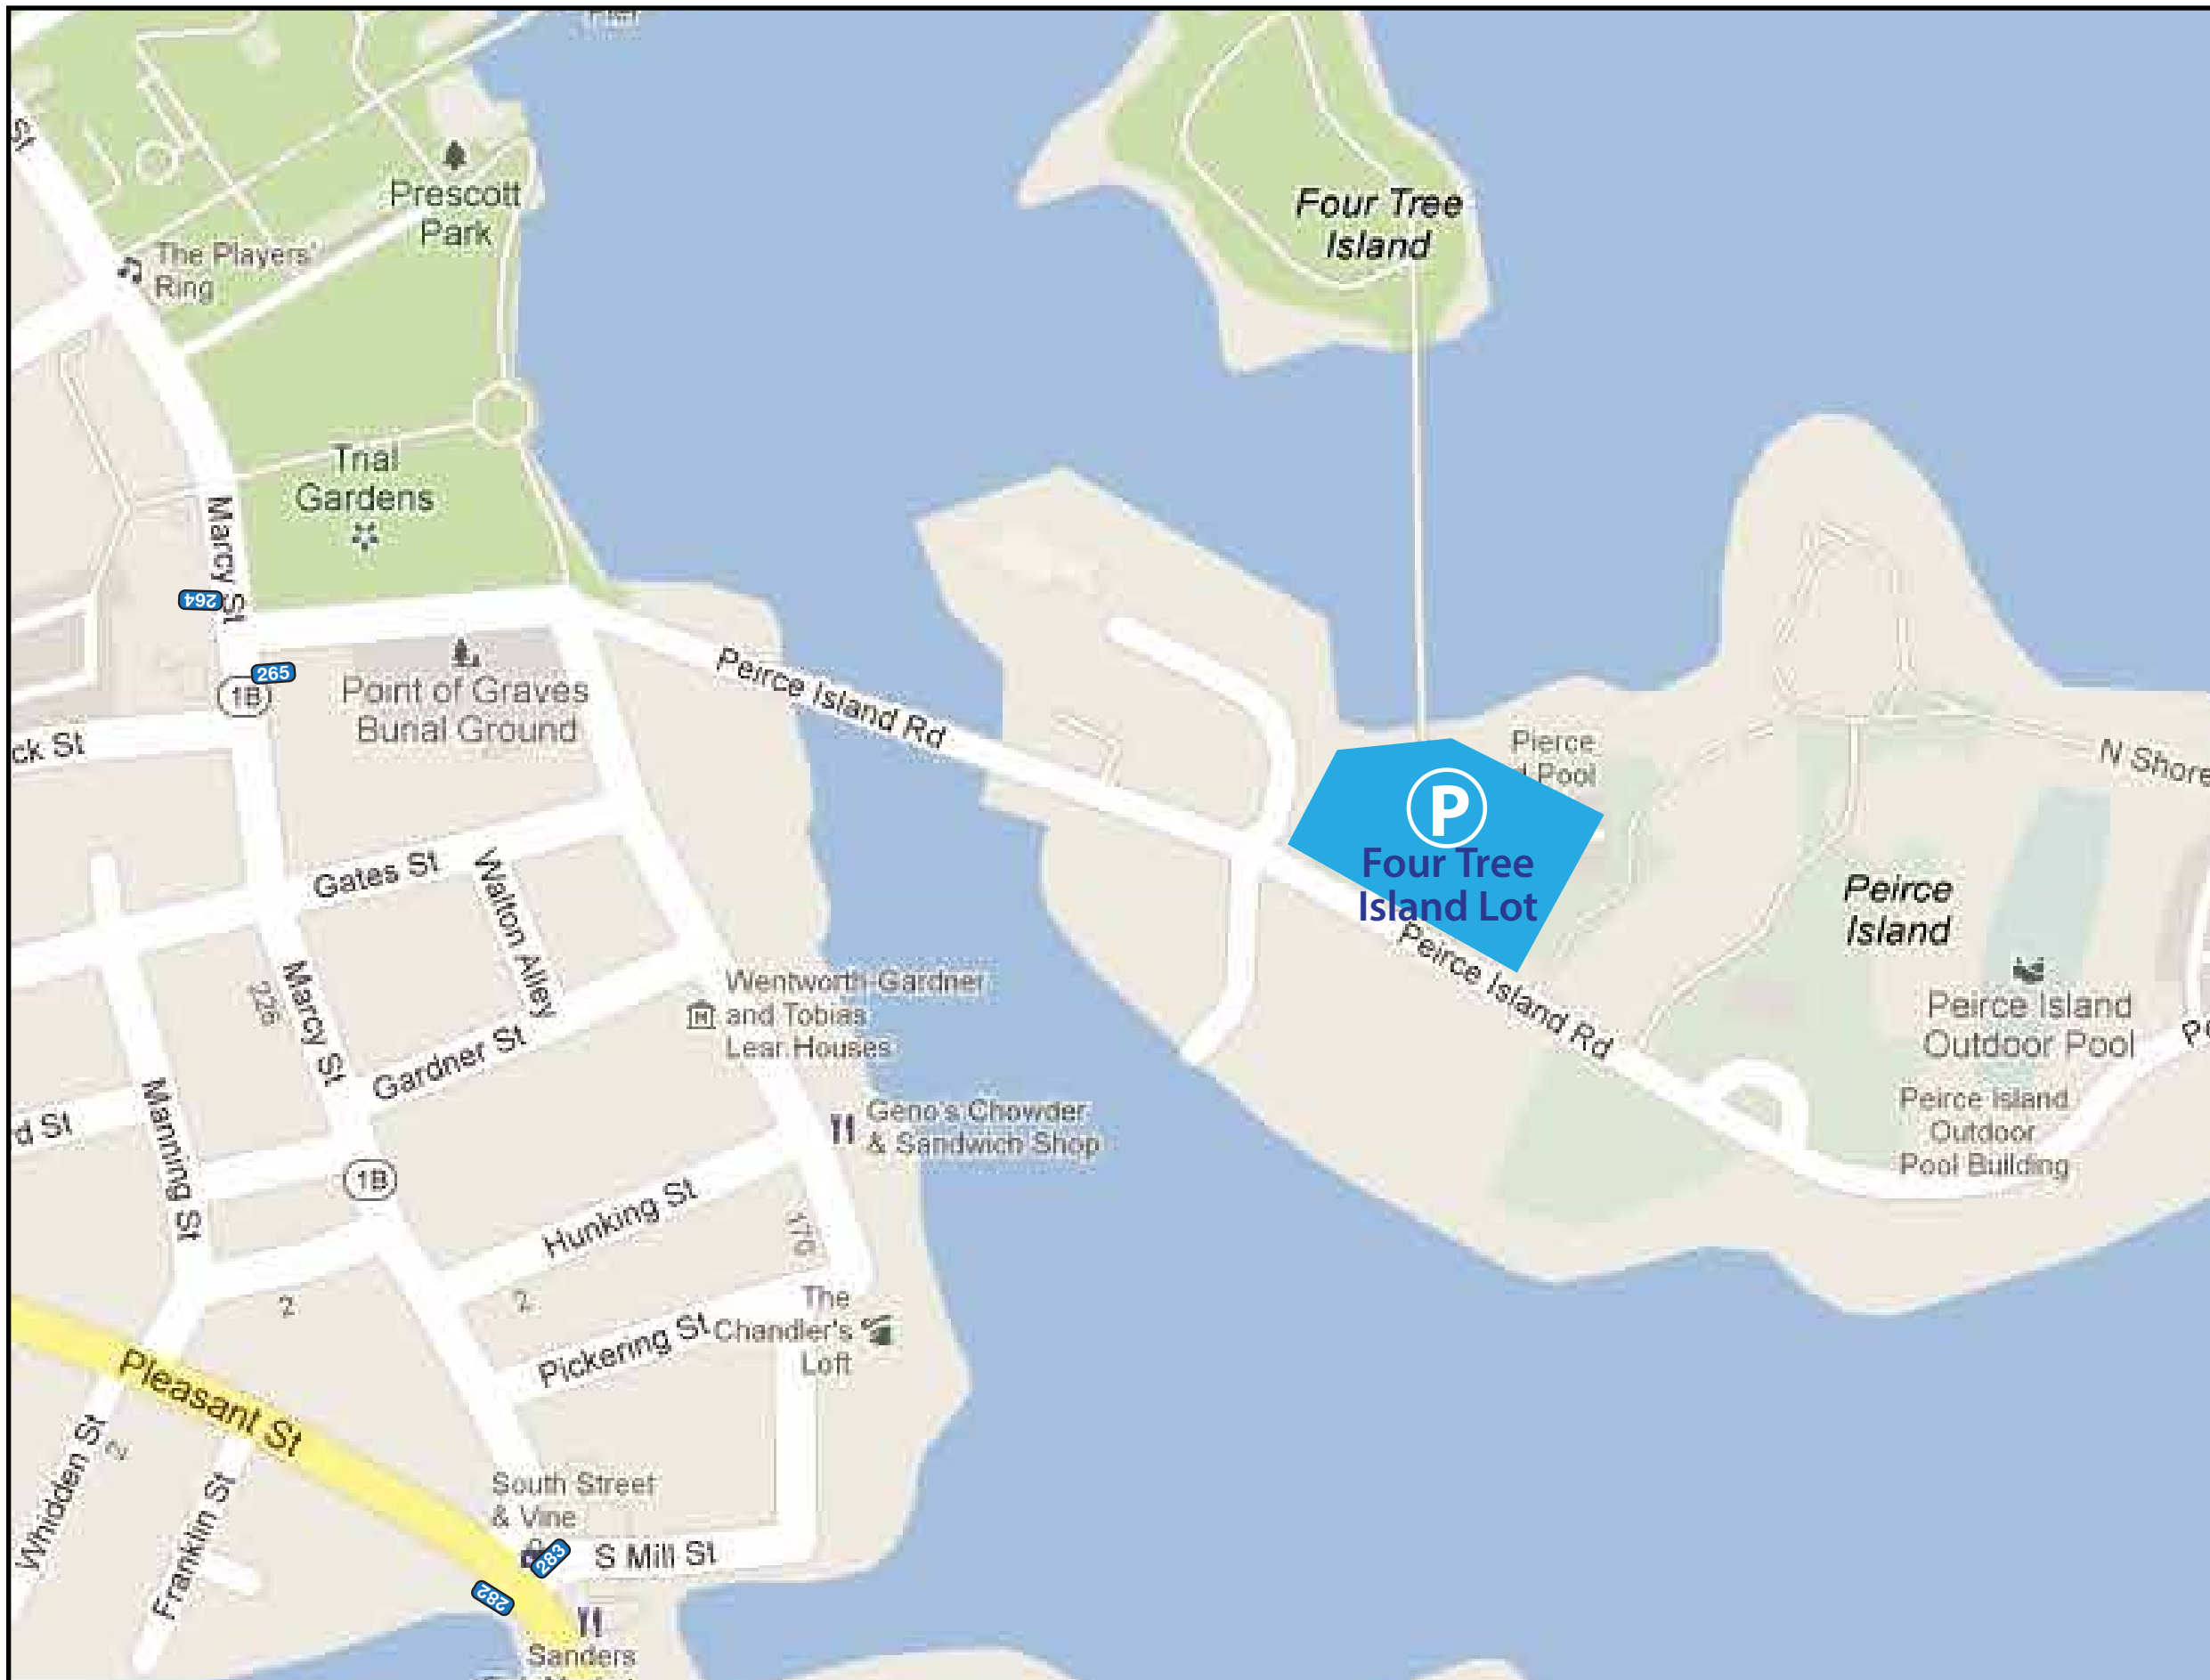 St
Prescott
Park
The Players'
Ring
Four Tree
Island
Trial
Gardens
Marcy St
264
265
1B
Point of Graves
Burial Ground
ck St
Peirce Island Rd
Pierce
d Pool
N Shore
P
Four Tree
Island Lot
Peirce
Island
Gates St
Walton Alley
Peirce Island Rd
Wentworth-Gardner
and Tobias
Lear Houses
226
Marcy St
Gardner St
Peirce Island
Outdoor Pool
Pe
Peirce Island
Outdoor
Pool Building
Geno's Chowder
& Sandwich Shop
d St
Manning St
1B
Hunking St
170
2
2
The
Chandler's
Loft
Pickering St
Pleasant St
Whidden St
2
Franklin St
South Street
& Vine
283
S Mill St
282
Sanders